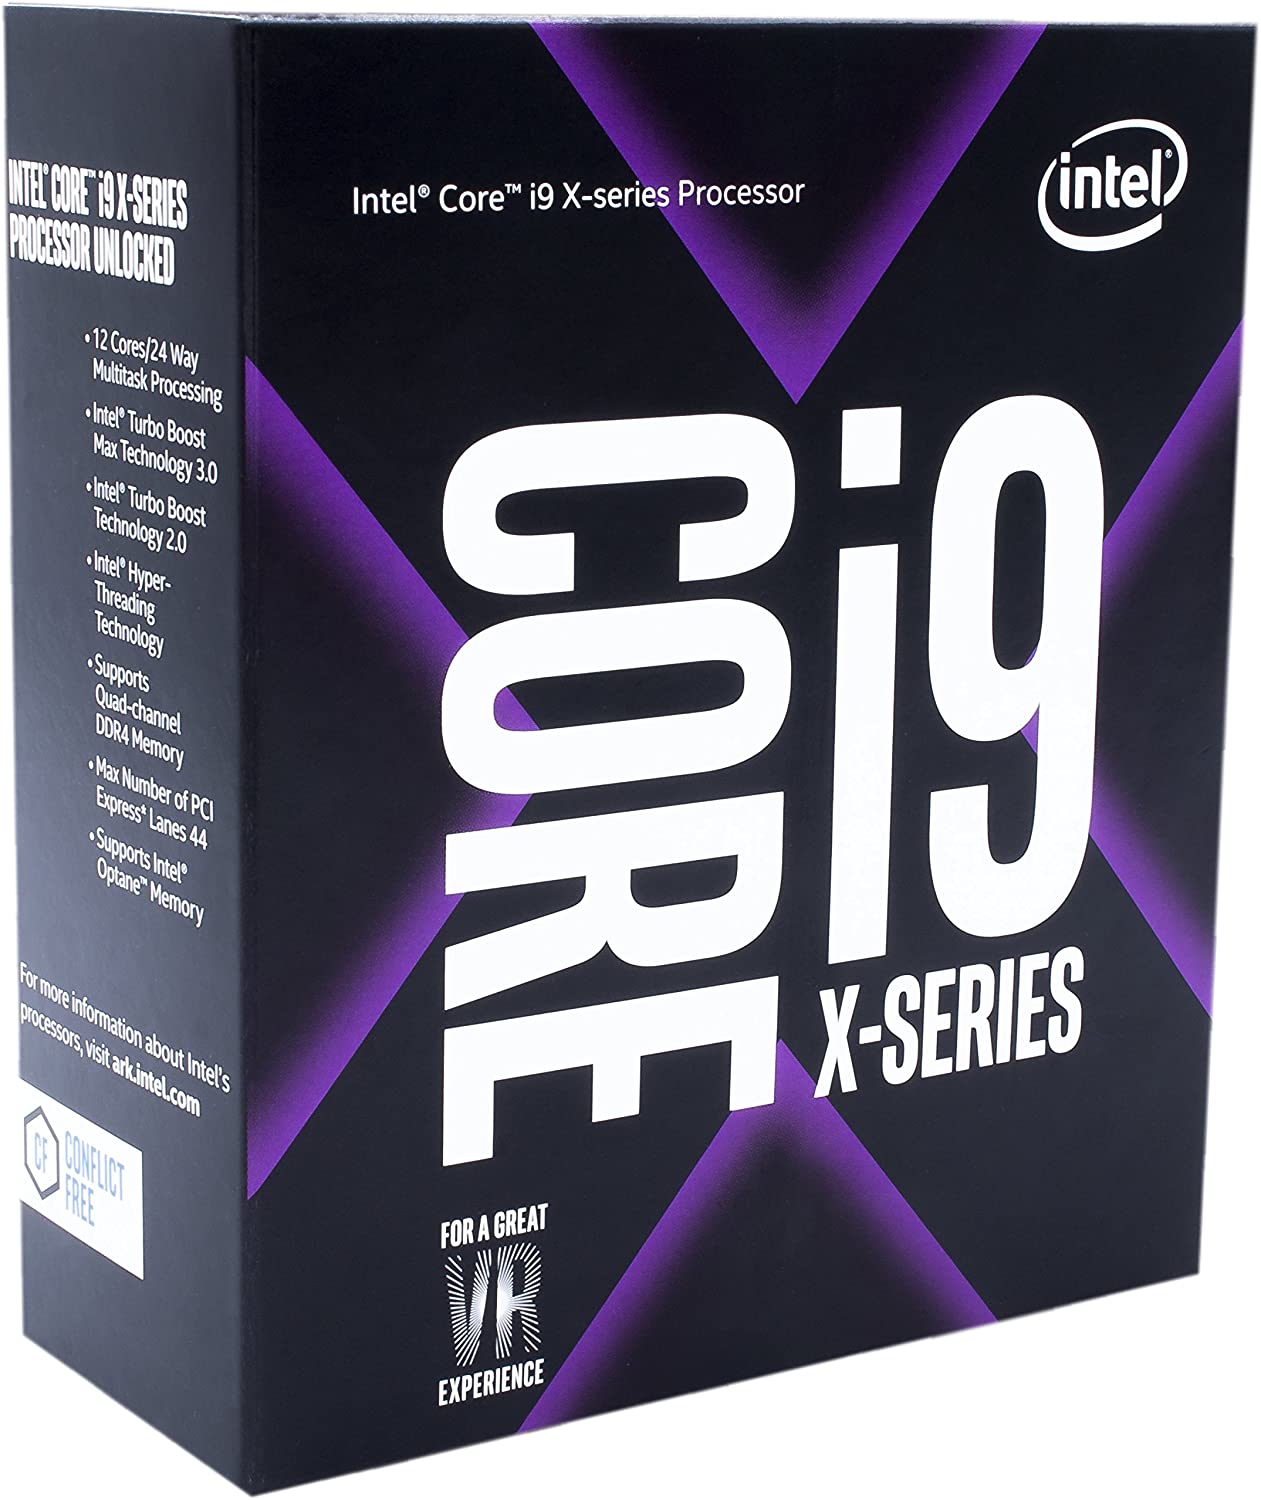 INTEL® CORE™ i9 X-SERIES
PROCESSOR UNLOCKED
•12 Cores/24 Way
Multitask Processing
•Intel® Turbo Boost
Max Technology 3.0
•Intel® Turbo Boost
Technology 2.0
•Intel® Hyper-
Threading
Technology
•Supports
Quad-channel
DDR4 Memory
•Max Number of PCI
Express* Lanes 44
•Supports Intel®
Optane™ Memory
For more information about Intel's
processors, visit ark.intel.com
CF
CONFLICT
FREE
Intel® Core™ i9 X-series Processor
intel®
CORE
i9
X-SERIES
FOR A GREAT
VR
EXPERIENCE